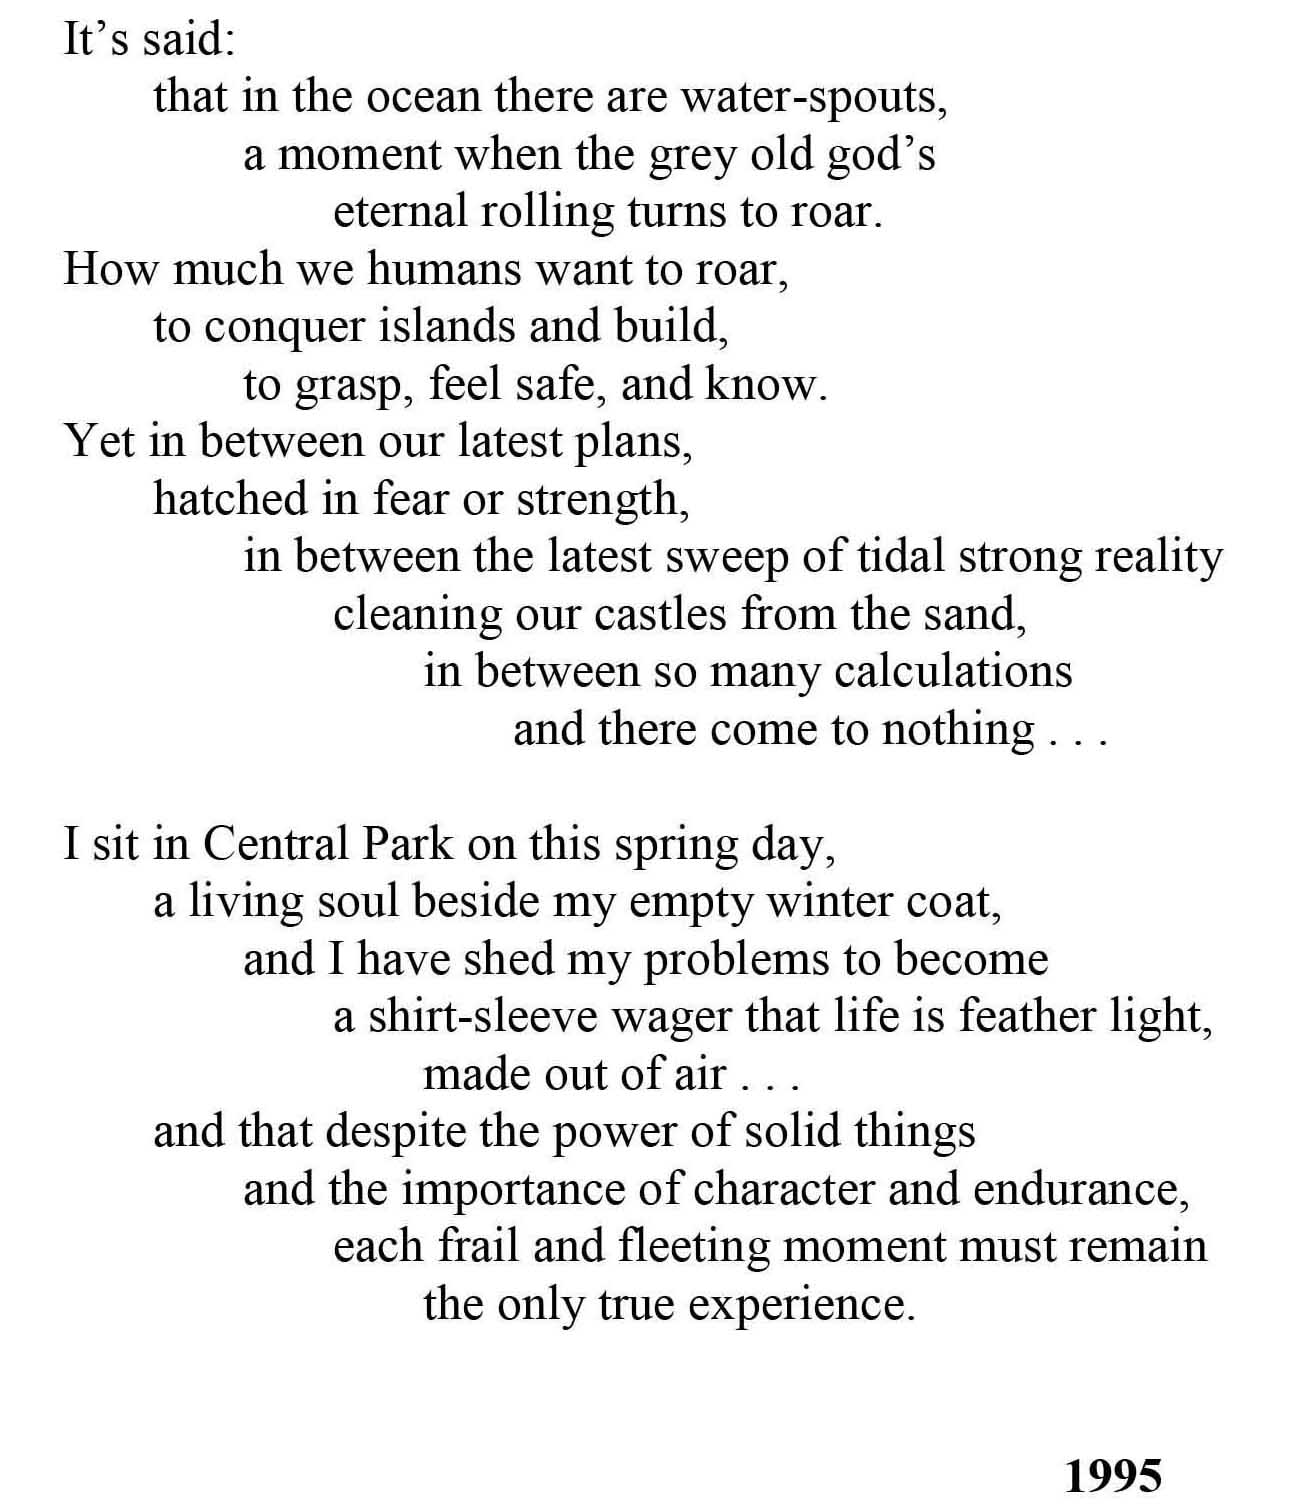 It’s said:
that in the ocean there are water-spouts,
a moment when the grey old god’s
eternal rolling turns to roar.
How much we humans want to roar,
to conquer islands and build,
to grasp, feel safe, and know.
Yet in between our latest plans,
hatched in fear or strength,
in between the latest sweep of tidal strong reality
cleaning our castles from the sand,
in between so many calculations
and there come to nothing . . .
I sit in Central Park on this spring day,
a living soul beside my empty winter coat,
and I have shed my problems to become
a shirt-sleeve wager that life is feather light,
made out of air . . .
and that despite the power of solid things
and the importance of character and endurance,
each frail and fleeting moment must remain
the only true experience.
1995